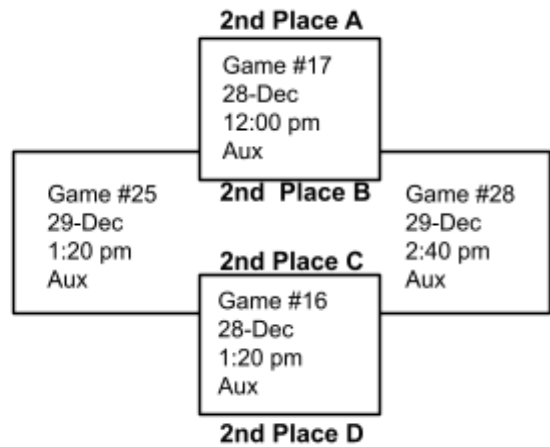 2nd Place A
Game #17
28-Dec
12:00 pm
Aux
2nd Place B
Game #25
29-Dec
1:20 pm
Aux
Game #28
29-Dec
2:40 pm
Aux
2nd Place C
Game #16
28-Dec
1:20 pm
Aux
2nd Place D